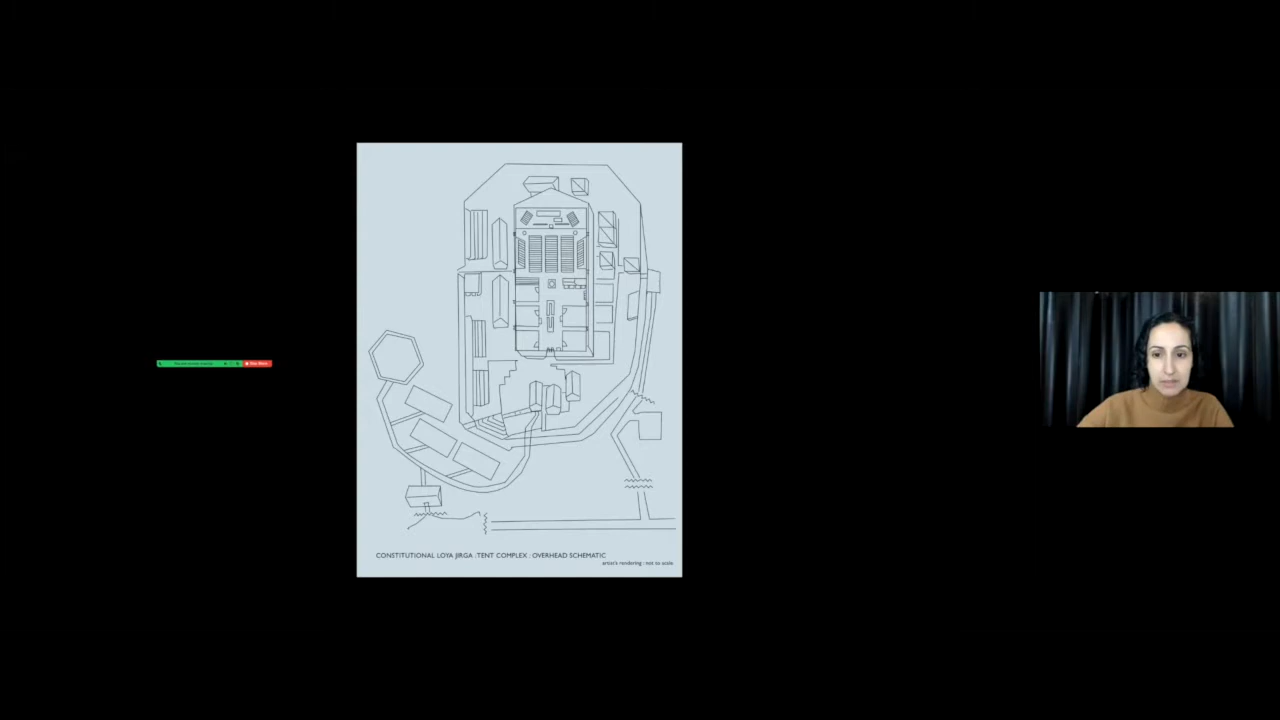 CONSTITUTIONAL LOYA JIRGA : TENT COMPLEX : OVERHEAD SCHEMATIC
artist's rendering : not to scale